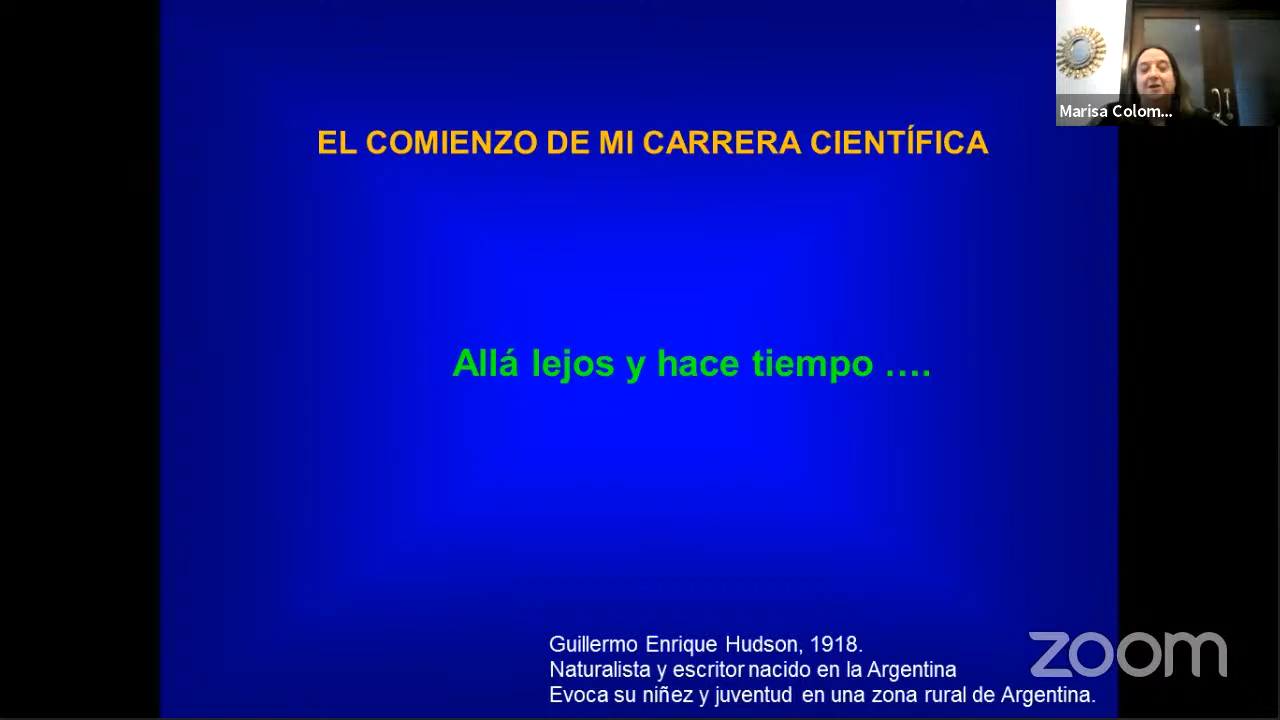 Marisa Colom...
EL COMIENZO DE MI CARRERA CIENTÍFICA
Allá lejos y hace tiempo ....
Guillermo Enrique Hudson, 1918.
Naturalista y escritor nacido en la Argentina
Evoca su niñez y juventud en una zona rural de Argentina.
zoom